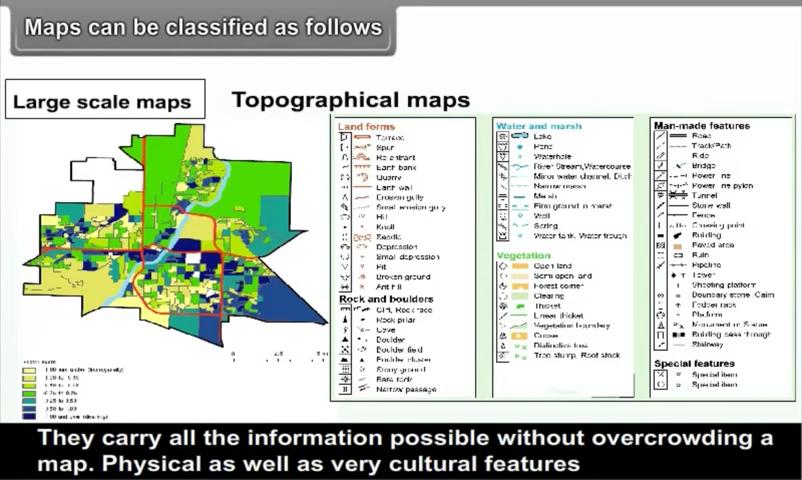 Maps can be classified as follows
Large scale maps
Topographical maps
Land forms
Terrace
Spur
Re-entrant
Earth bank
Quarry
Earth wall
Erosion gully
Small erosion gully
Hill
Knoll
Saddle
Depression
Small depression
Pit
Broken ground
Ant hill
Rock and boulders
Cliff, Rock face
Rock pillar
Cave
Boulder
Boulder field
Boulder cluster
Stony ground
Bare rock
Narrow passage
Water and marsh
Lake
Pond
Waterhole
River Stream, Watercourse
Minor water channel, Ditch
Narrow marsh
Marsh
Firm ground in marsh
Well
Spring
Water tank, Water trough
Vegetation
Open land
Semi open land
Forest corner
Clearing
Thicket
Linear thicket
Vegetation boundary
Copse
Distinctive tree
Tree stump, Root stock
Man-made features
Road
Track/Path
Ride
Bridge
Power line
Power line pylon
Tunnel
Stone wall
Fence
Crossing point
Building
Paved area
Ruin
Pipeline
Tower
Shooting platform
Boundary stone, Cairn
Fodder rack
Platform
Monument or Statue
Building pass through
Stairway
Special features
Special item
Special item
0
They carry all the information possible without overcrowding a
map. Physical as well as very cultural features